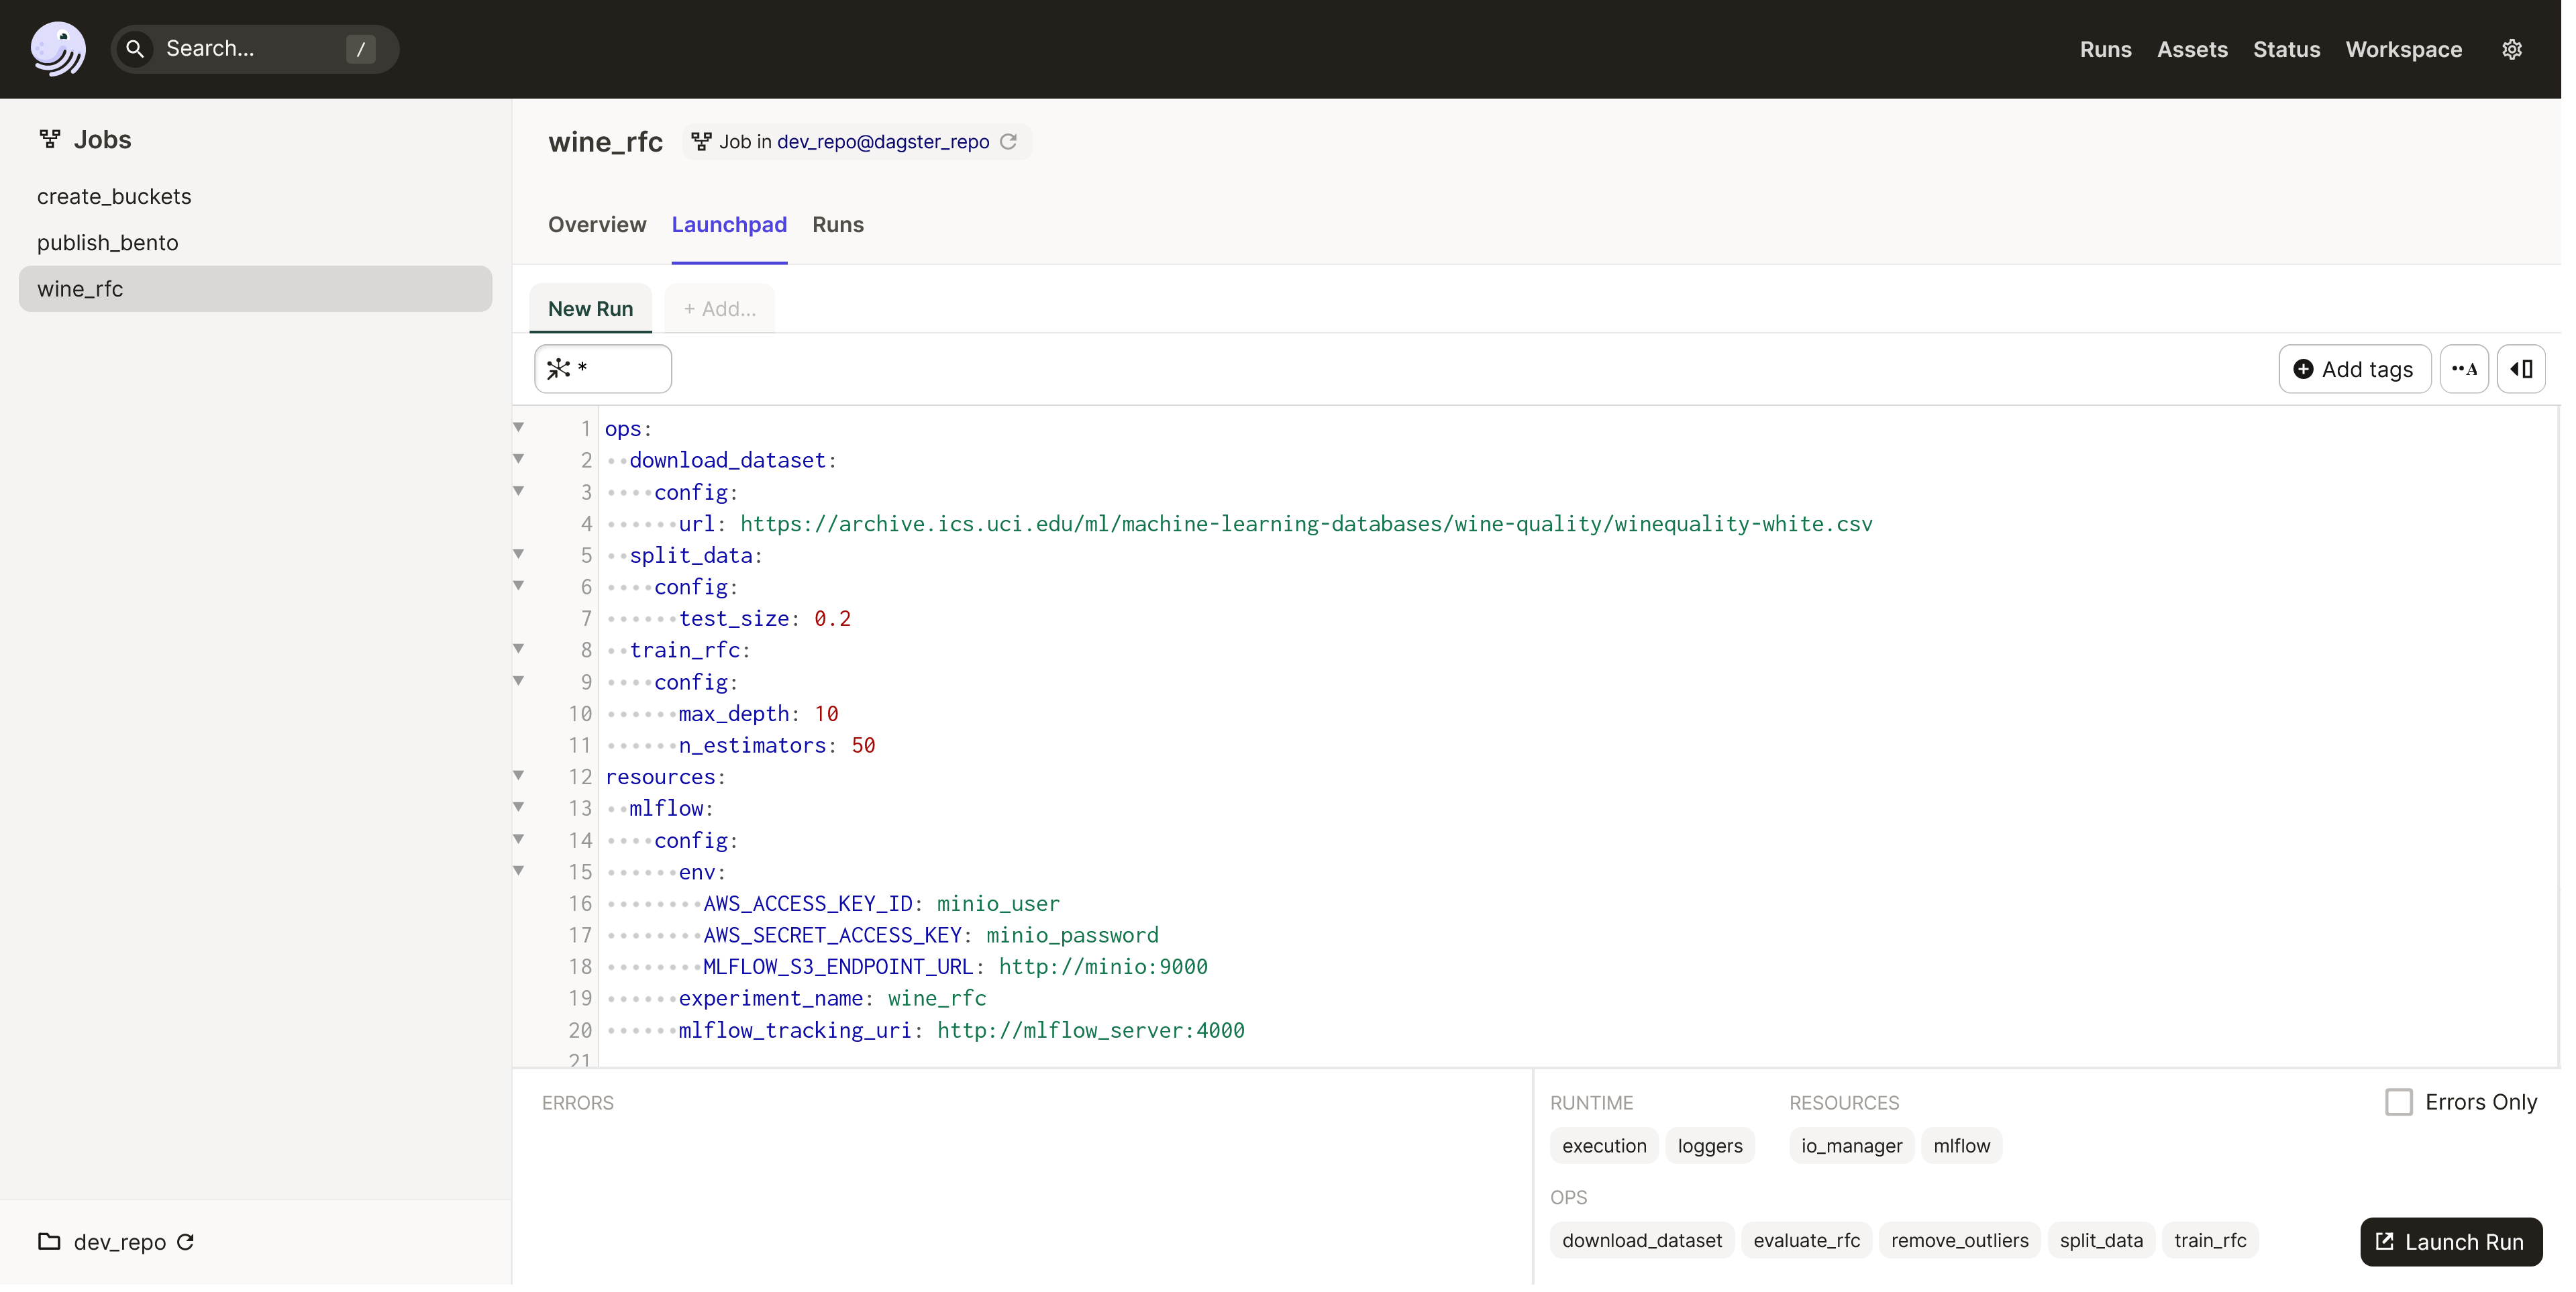 Search... /
Runs Assets Status Workspace
Jobs
create_buckets
publish_bento
wine_rfc
dev_repo
wine_rfc Job in dev_repo@dagster_repo
Overview Launchpad Runs
New Run + Add...
*
Add tags ··A
1 ops:
2 download_dataset:
3 config:
4 url: https://archive.ics.uci.edu/ml/machine-learning-databases/wine-quality/winequality-white.csv
5 split_data:
6 config:
7 test_size: 0.2
8 train_rfc:
9 config:
10 max_depth: 10
11 n_estimators: 50
12 resources:
13 mlflow:
14 config:
15 env:
16 AWS_ACCESS_KEY_ID: minio_user
17 AWS_SECRET_ACCESS_KEY: minio_password
18 MLFLOW_S3_ENDPOINT_URL: http://minio:9000
19 experiment_name: wine_rfc
20 mlflow_tracking_uri: http://mlflow_server:4000
21
ERRORS
RUNTIME RESOURCES Errors Only
execution loggers io_manager mlflow
OPS
download_dataset evaluate_rfc remove_outliers split_data train_rfc
Launch Run